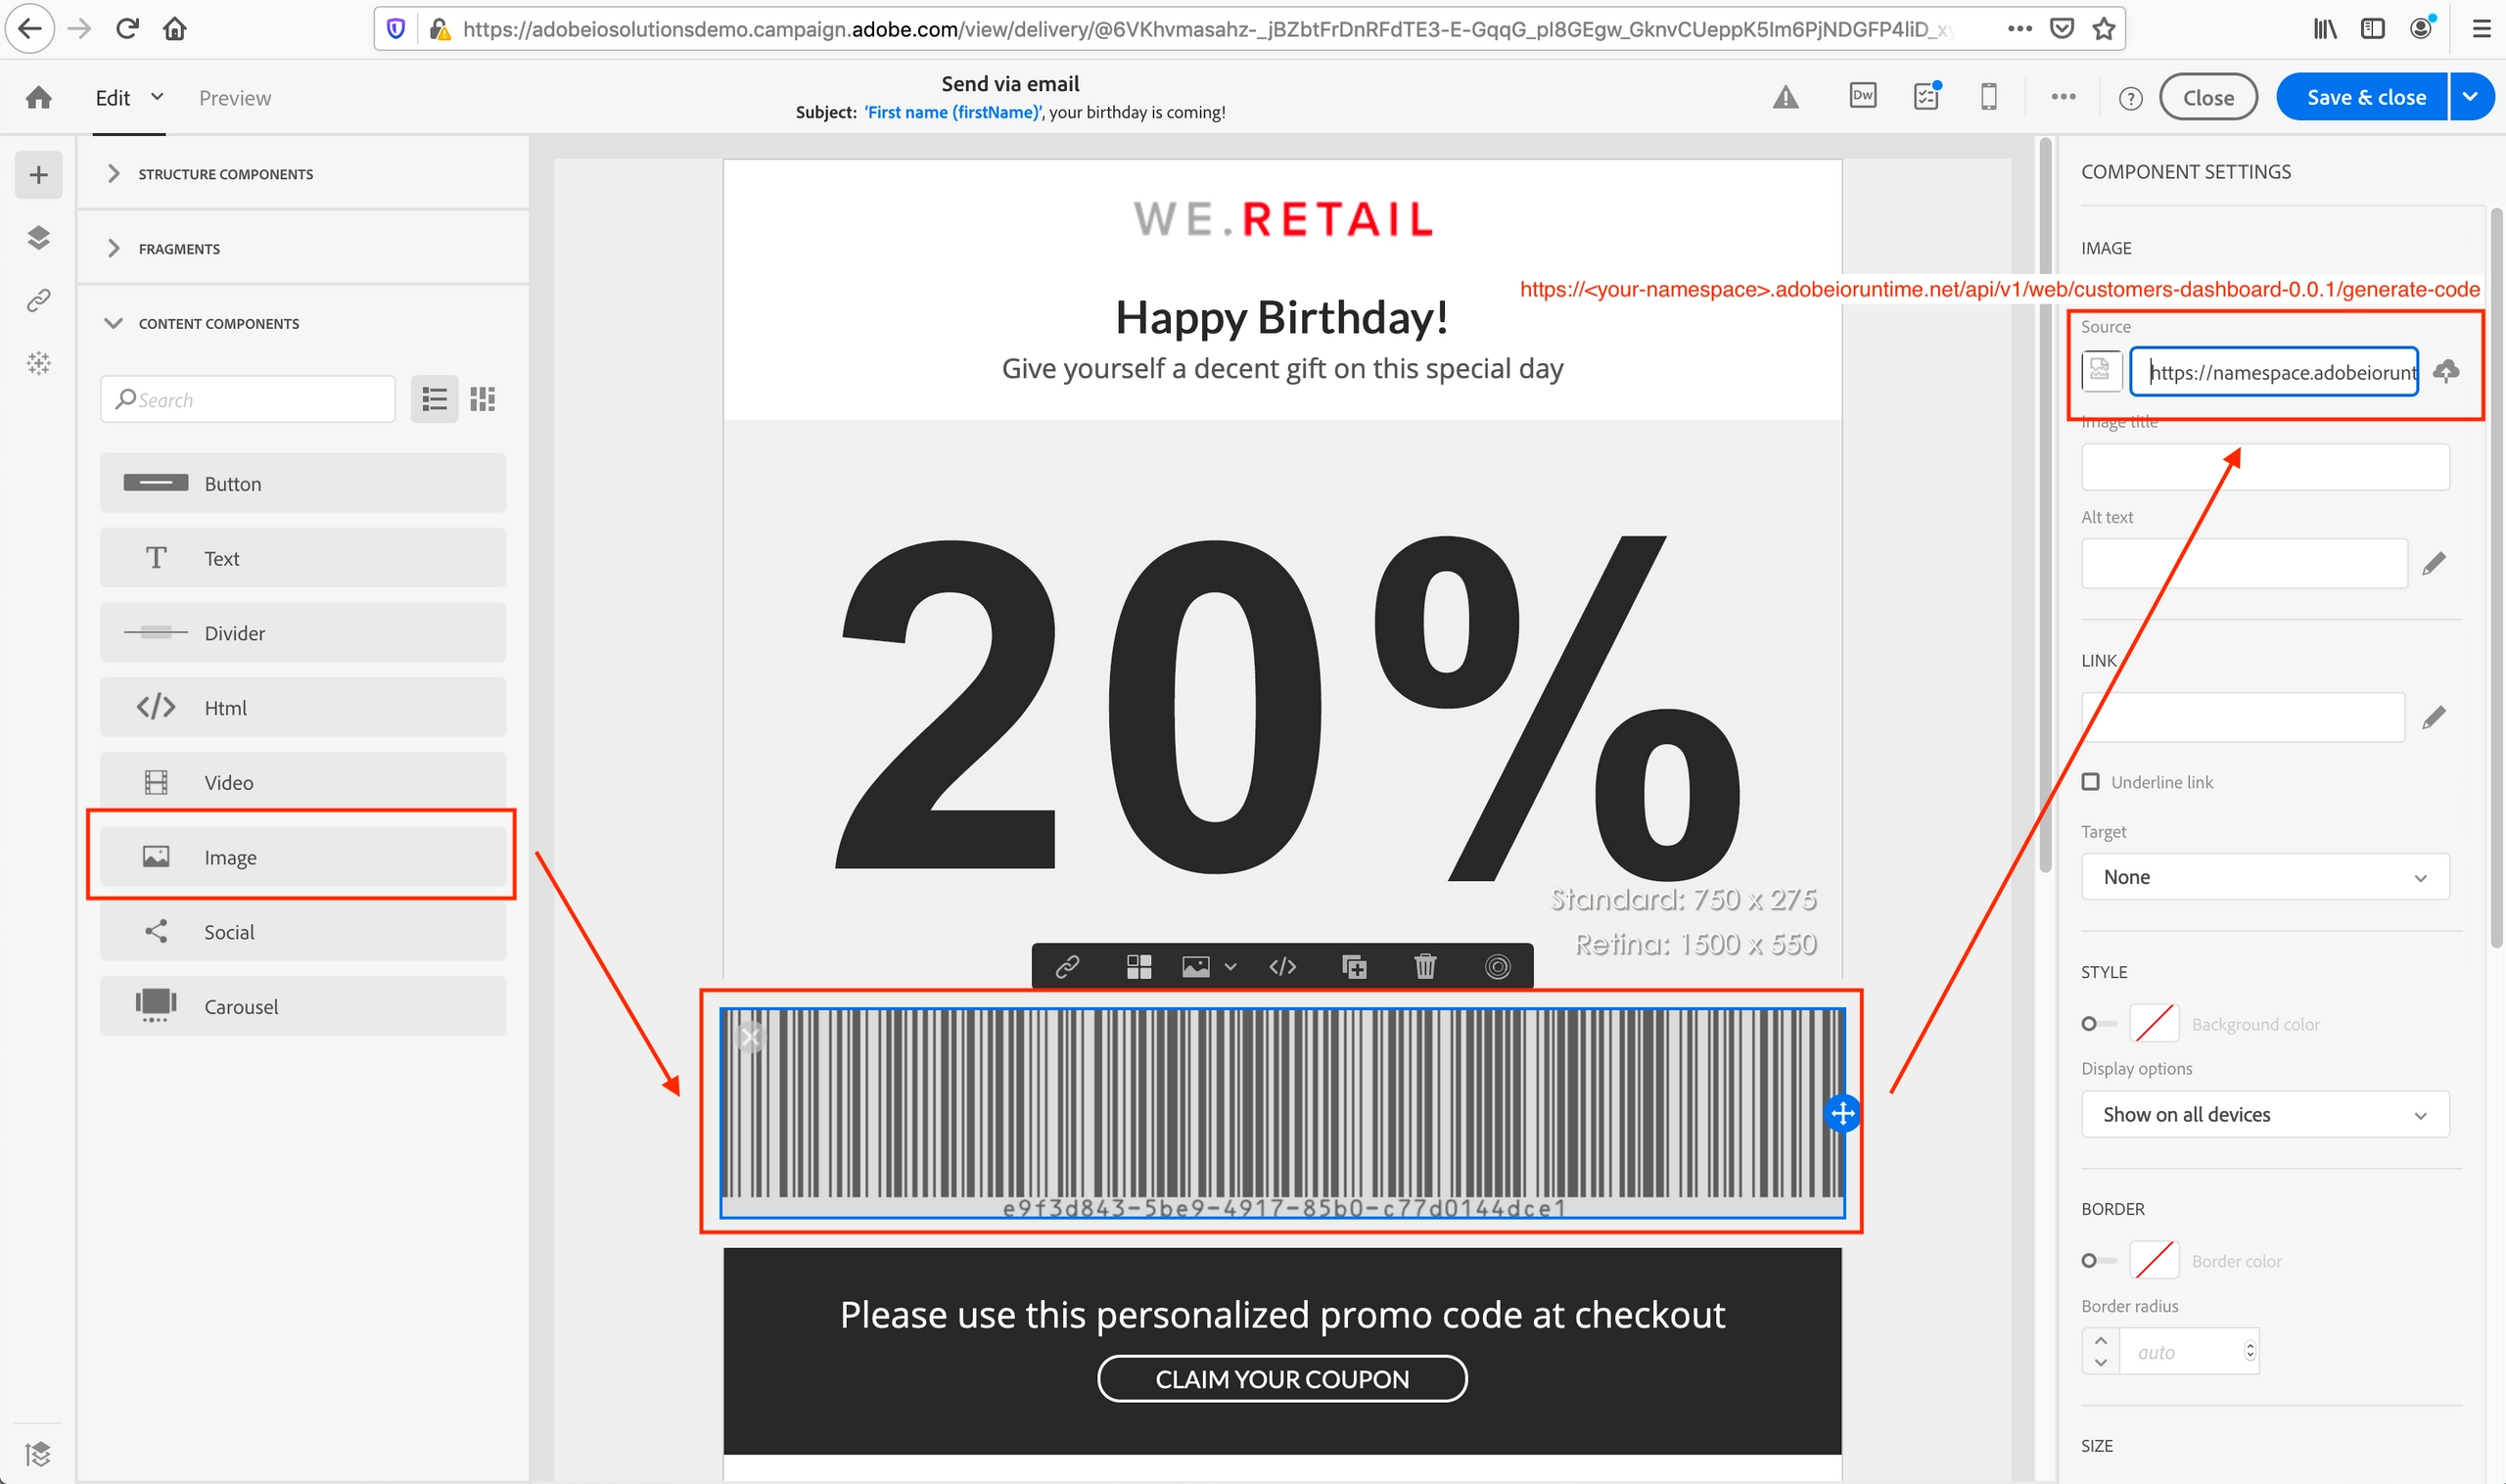 https://adobeiosolutionsdemo.campaign.adobe.com/view/delivery/@6VKhvmasahz-_jBZbtFrDnRFdTE3-E-GqqG_pI8GEgw_GknvCUeppK5Im6PjNDGFP4liD_x
Edit
Preview
Send via email
Subject: 'First name (firstName)', your birthday is coming!
Dw
Close
Save & close
STRUCTURE COMPONENTS
FRAGMENTS
CONTENT COMPONENTS
Search
Button
Text
Divider
Html
Video
Image
Social
Carousel
WE.RETAIL
Happy Birthday!
Give yourself a decent gift on this special day
20%
Standard: 750 x 275
Retina: 1500 x 550
e9f3d843-5be9-4917-85b0-c77d0144dce1
Please use this personalized promo code at checkout
CLAIM YOUR COUPON
COMPONENT SETTINGS
IMAGE
https://<your-namespace>.adobeioruntime.net/api/v1/web/customers-dashboard-0.0.1/generate-code
Source
https://namespace.adobeiorunt
Image title
Alt text
LINK
Underline link
Target
None
STYLE
Background color
Display options
Show on all devices
BORDER
Border color
Border radius
auto
SIZE